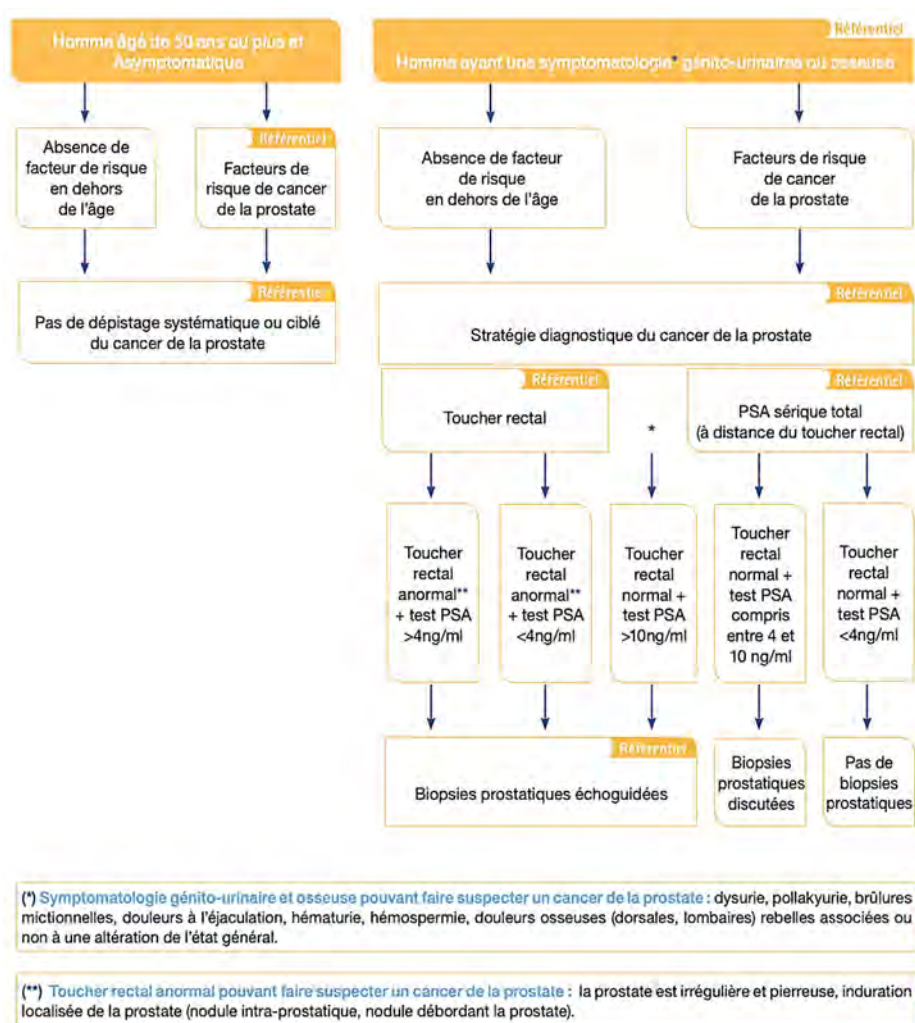 Homme âgé de 50 ans ou plus et
Asymptomatique
Référentiel
Homme ayant une symptomatologie* génito-urinaires ou osseuse
Absence de
facteur de risque
en dehors
de l'âge
Référentiel
Facteurs de
risque de cancer
de la prostate
Absence de facteur
de risque
en dehors de l'âge
Facteurs de risque
de cancer
de la prostate
Référentie
Pas de dépistage systématique ou ciblé
du cancer de la prostate
Référentiel
Stratégie diagnostique du cancer de la prostate
Référentiel
Toucher rectal
*
Référentiel
PSA sérique total
(à distance du toucher rectal)
Toucher
rectal
anormal**
+ test PSA
>4ng/ml
Toucher
rectal
anormal**
+ test PSA
<4ng/ml
Toucher
rectal
normal +
test PSA
>10ng/ml
Toucher
rectal
normal +
test PSA
compris
entre 4 et
10 ng/ml
Toucher
rectal
normal +
test PSA
<4ng/ml
Référentiel
Biopsies prostatiques échoguidées
Biopsies
prostatiques
discutées
Pas de
biopsies
prostatiques
(*) Symptomatologie génito-urinaire et osseuse pouvant faire suspecter un cancer de la prostate : dysurie, pollakyurie, brûlures
mictionnelles, douleurs à l'éjaculation, hématurie, hémospermie, douleurs osseuses (dorsales, lombaires) rebelles associées ou
non à une altération de l'état général.
(**) Toucher rectal anormal pouvant faire suspecter un cancer de la prostate : la prostate est irrégulière et pierreuse, induration
localisée de la prostate (nodule intra-prostatique, nodule débordant la prostate).